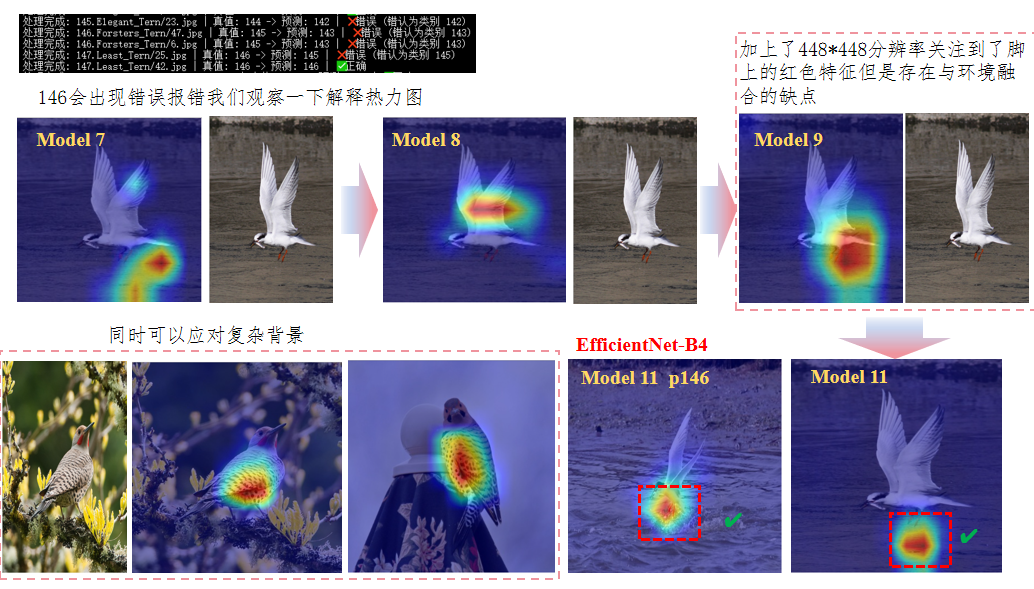 处理完成: 145.Elegant_Tern/23.jpg | 真值: 144 -> 预测: 142 | ❌错误 (错认为类别 142)
处理完成: 146.Forsters_Tern/47.jpg | 真值: 145 -> 预测: 143 | ❌错误 (错认为类别 143)
处理完成: 146.Forsters_Tern/6.jpg | 真值: 145 -> 预测: 143 | ❌错误 (错认为类别 143)
处理完成: 147.Least_Tern/25.jpg | 真值: 146 -> 预测: 145 | ❌错误 (错认为类别 145)
处理完成: 147.Least_Tern/42.jpg | 真值: 146 -> 预测: 146 | ✅正确
146会出现错误报错我们观察一下解释热力图
加上了448*448分辨率关注到了脚
上的红色特征但是存在与环境融
合的缺点
Model 7
Model 8
Model 9
同时可以应对复杂背景
EfficientNet-B4
Model 11 p146
Model 11